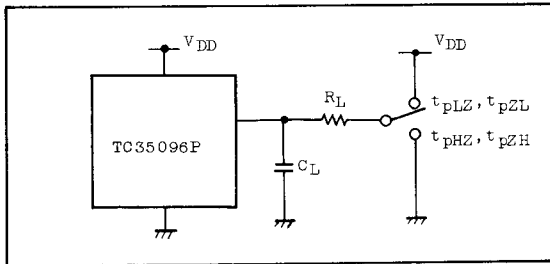 VDD
VDD
RL
tpLZ, tpZL
tpHZ, tpZH
TC35096P
CL